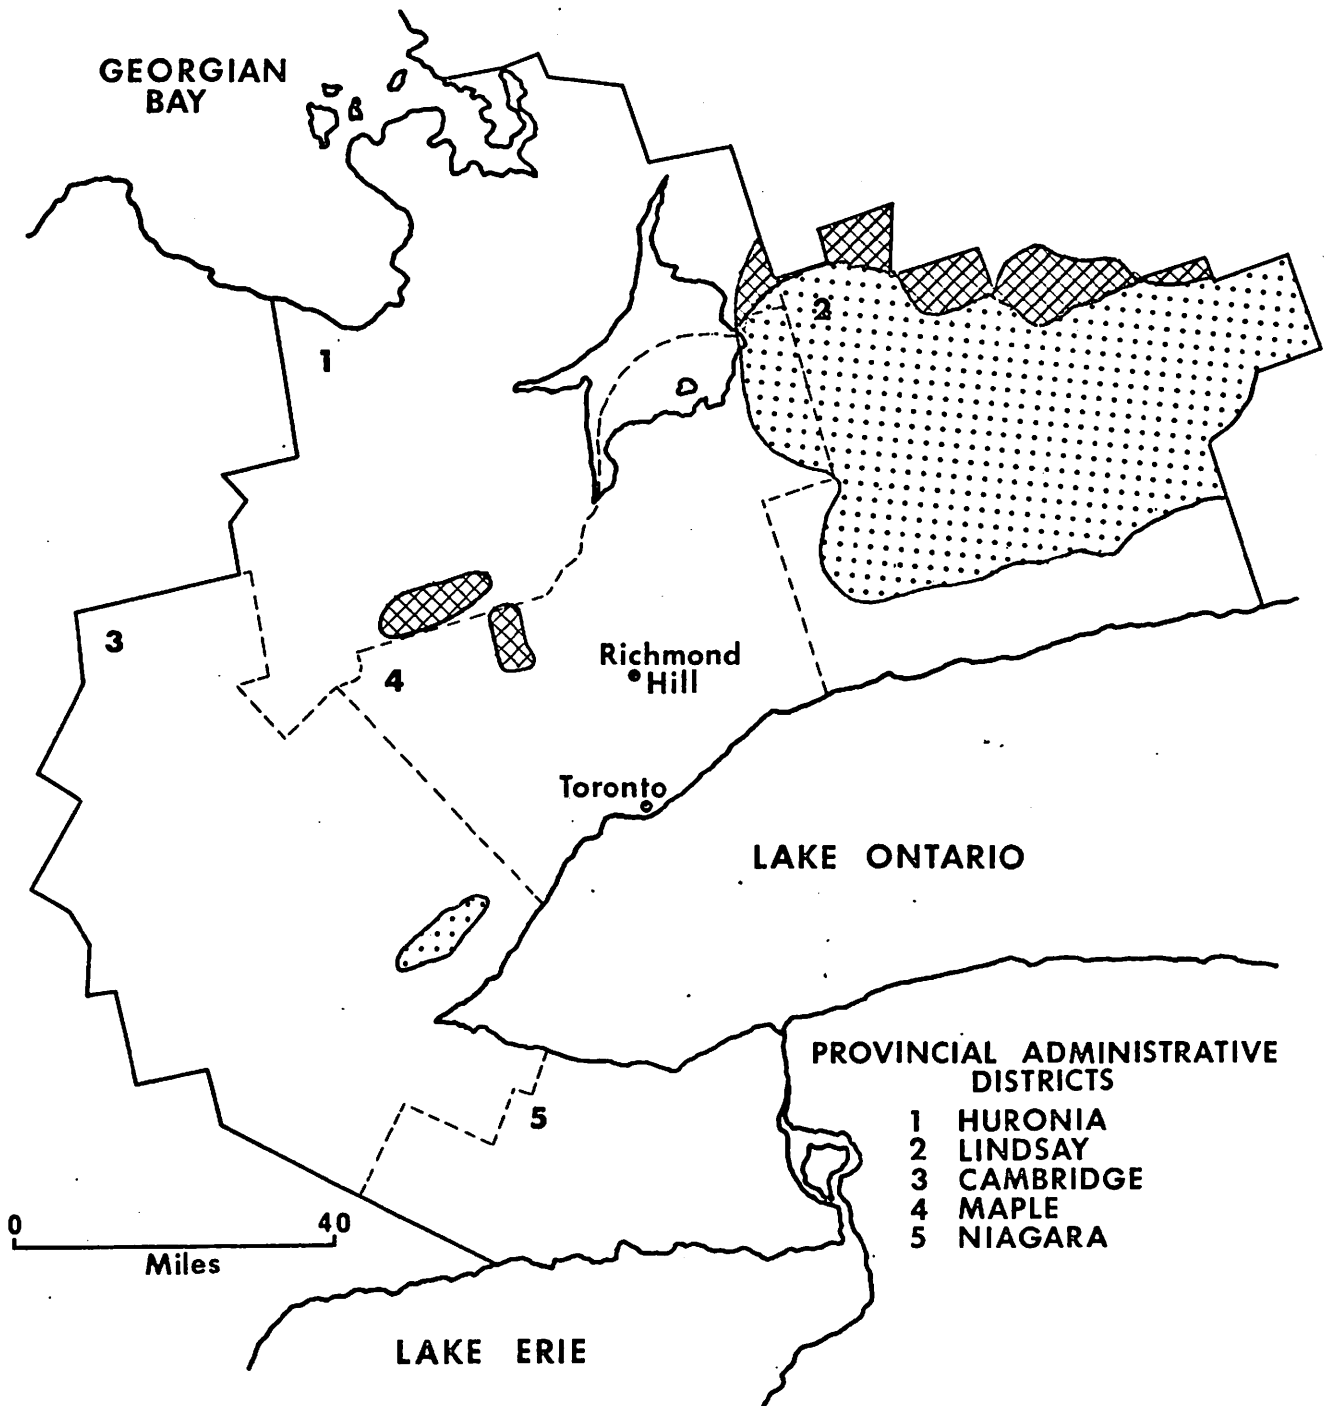 GEORGIAN
BAY
1
2
3
4
Richmond
Hill
Toronto
LAKE ONTARIO
PROVINCIAL ADMINISTRATIVE
DISTRICTS
1 HURONIA
2 LINDSAY
3 CAMBRIDGE
4 MAPLE
5 NIAGARA
5
0 40
Miles
LAKE ERIE